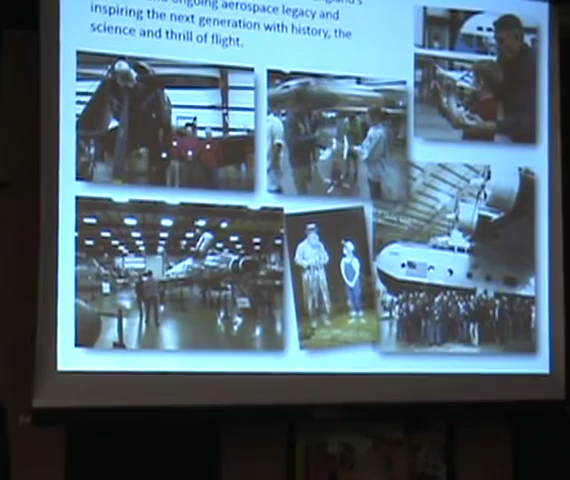 ongoing aerospace legacy and
inspiring the next generation with history, the
science and thrill of flight.